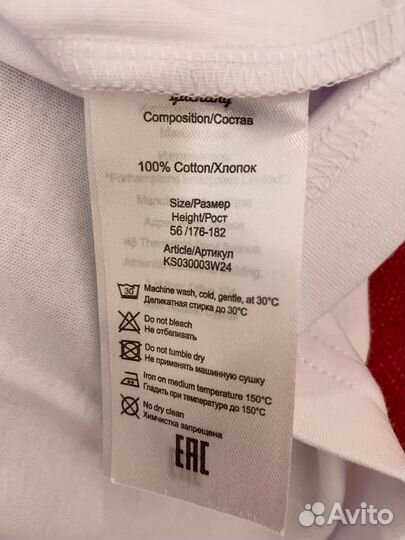 Composition/Состав
100% Cotton/Хлопок
Size/Размер
Height/Рост
56 /176-182
Article/Артикул
KS030003W24
30
Machine wash, cold, gentle, at 30°C
Деликатная стирка до 30°C
Do not bleach
Не отбеливать
Do not tumble dry
Не применять машинную сушку
Iron on medium temperature 150°C
Гладить при температуре до 150°C
No dry clean
Химчистка запрещена
EAC
Avito